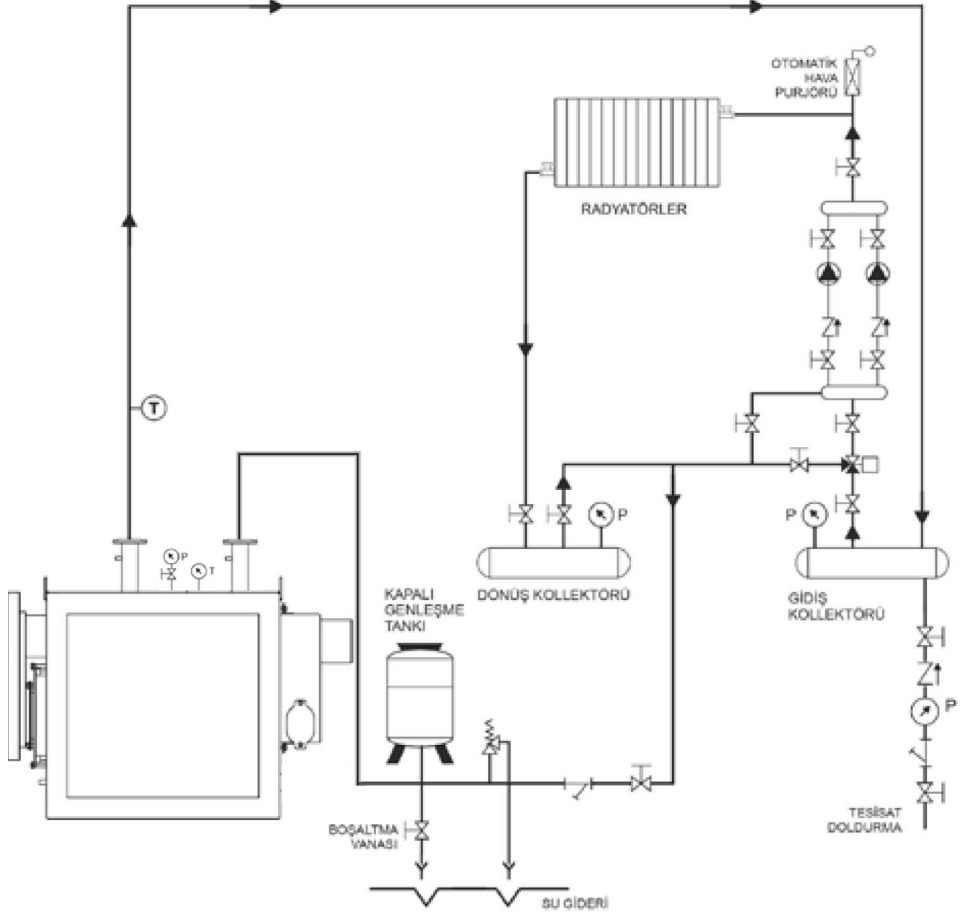 OTOMATİK
HAVA
PURJÖRÜ
RADYATÖRLER
T
P
P
P
T
DÖNÜŞ KOLLEKTÖRÜ
GİDİŞ
KOLLEKTÖRÜ
KAPALI
GENLEŞME
TANKI
P
TESİSAT
DOLDURMA
BOŞALTMA
VANASI
SU GİDERİ